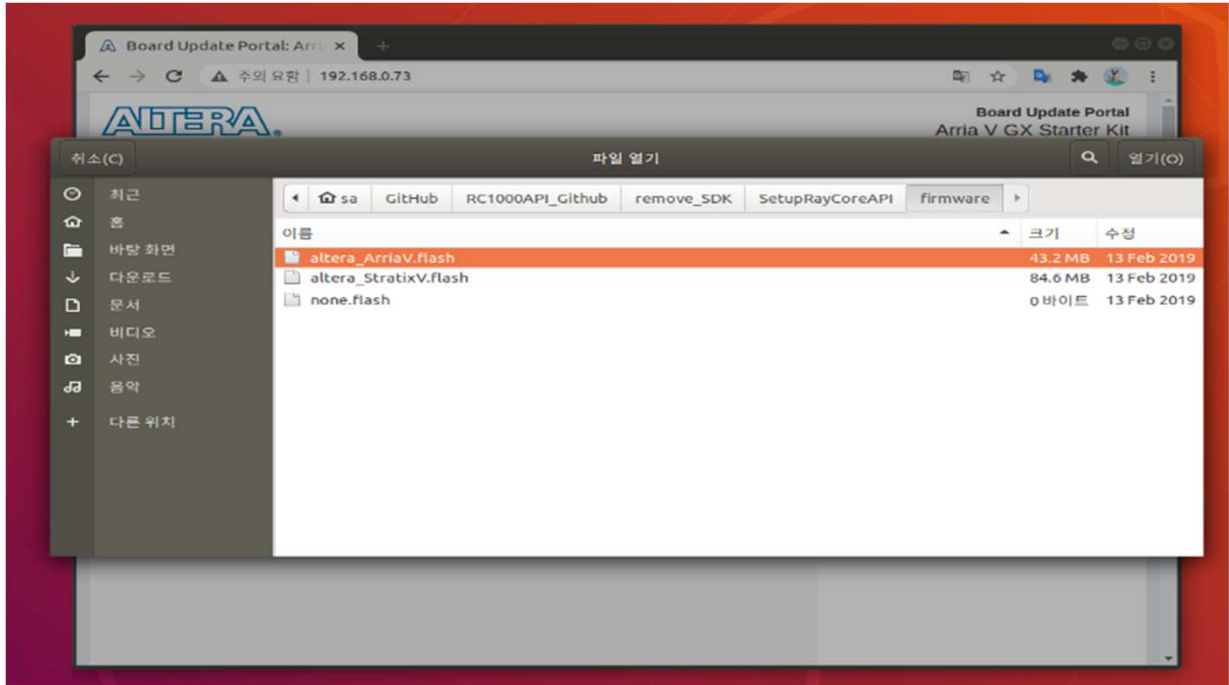 Board Update Portal: Arri
주의 요함 | 192.168.0.73
ALTERA.
Board Update Portal
Arria V GX Starter Kit
취소(C) 파일 열기 열기(O)
최근
홈
바탕 화면
다운로드
문서
비디오
사진
음악
다른 위치
sa GitHub RC1000API_Github remove_SDK SetupRayCoreAPI firmware
이름 크기 수정
altera_ArriaV.flash 43.2 MB 13 Feb 2019
altera_StratixV.flash 84.6 MB 13 Feb 2019
none.flash 0 바이트 13 Feb 2019